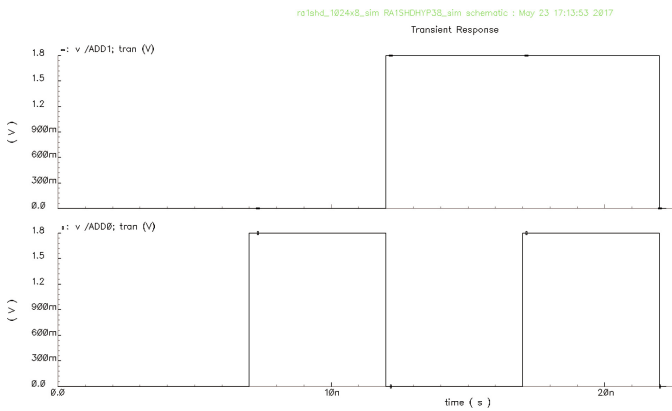 ra1shd_1024x8_sim RA1SHDHYP38_sim schematic : May 23 17:13:53 2017
Transient Response
-: v /ADD1; tran (V)
1.8
1.5
1.2
900m
600m
300m
0.0
( V )
ı: v /ADD0; tran (V)
1.8
1.5
1.2
900m
600m
300m
0.0
( V )
0.0 10n 20n
time ( s )